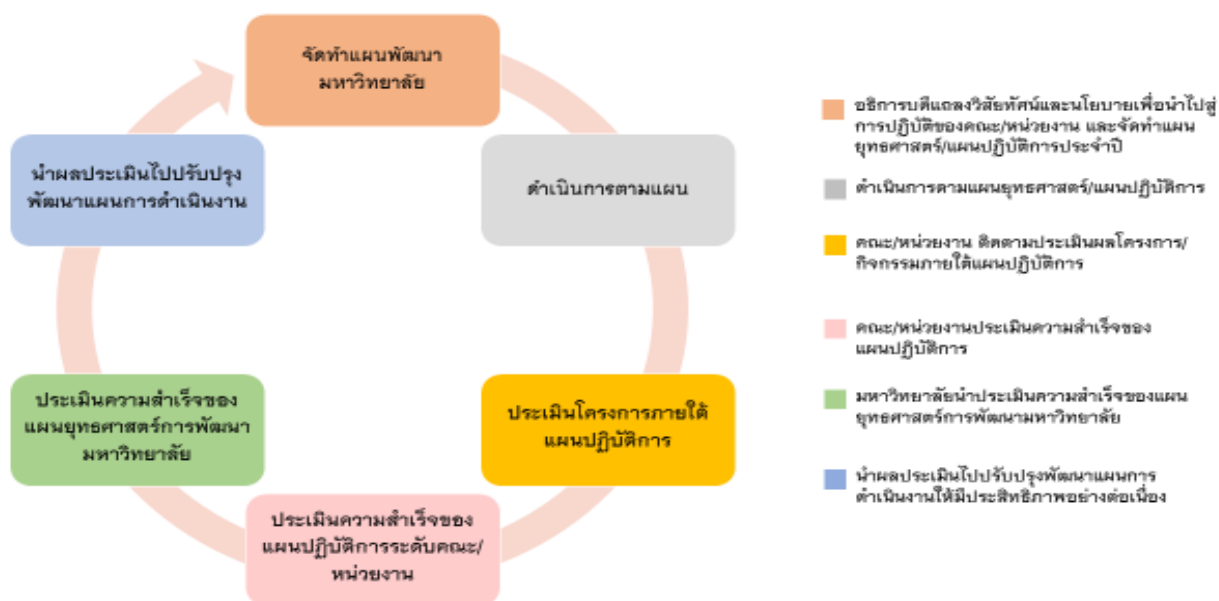 จัดทำแผนพัฒนา
มหาวิทยาลัย
ดำเนินการตามแผน
ประเมินโครงการภายใต้
แผนปฏิบัติการ
ประเมินความสำเร็จของ
แผนปฏิบัติการระดับคณะ/
หน่วยงาน
ประเมินความสำเร็จของ
แผนยุทธศาสตร์การพัฒนา
มหาวิทยาลัย
นำผลประเมินไปปรับปรุง
พัฒนาแผนการดำเนินงาน
อธิการบดีแถลงวิสัยทัศน์และนโยบายเพื่อนำไปสู่
การปฏิบัติของคณะ/หน่วยงาน และจัดทำแผน
ยุทธศาสตร์/แผนปฏิบัติการประจำปี
ดำเนินการตามแผนยุทธศาสตร์/แผนปฏิบัติการ
คณะ/หน่วยงาน ติดตามประเมินผลโครงการ/
กิจกรรมภายใต้แผนปฏิบัติการ
คณะ/หน่วยงานประเมินความสำเร็จของ
แผนปฏิบัติการ
มหาวิทยาลัยนำประเมินความสำเร็จของแผน
ยุทธศาสตร์การพัฒนามหาวิทยาลัย
นำผลประเมินไปปรับปรุงพัฒนาแผนการ
ดำเนินงานให้มีประสิทธิภาพอย่างต่อเนื่อง